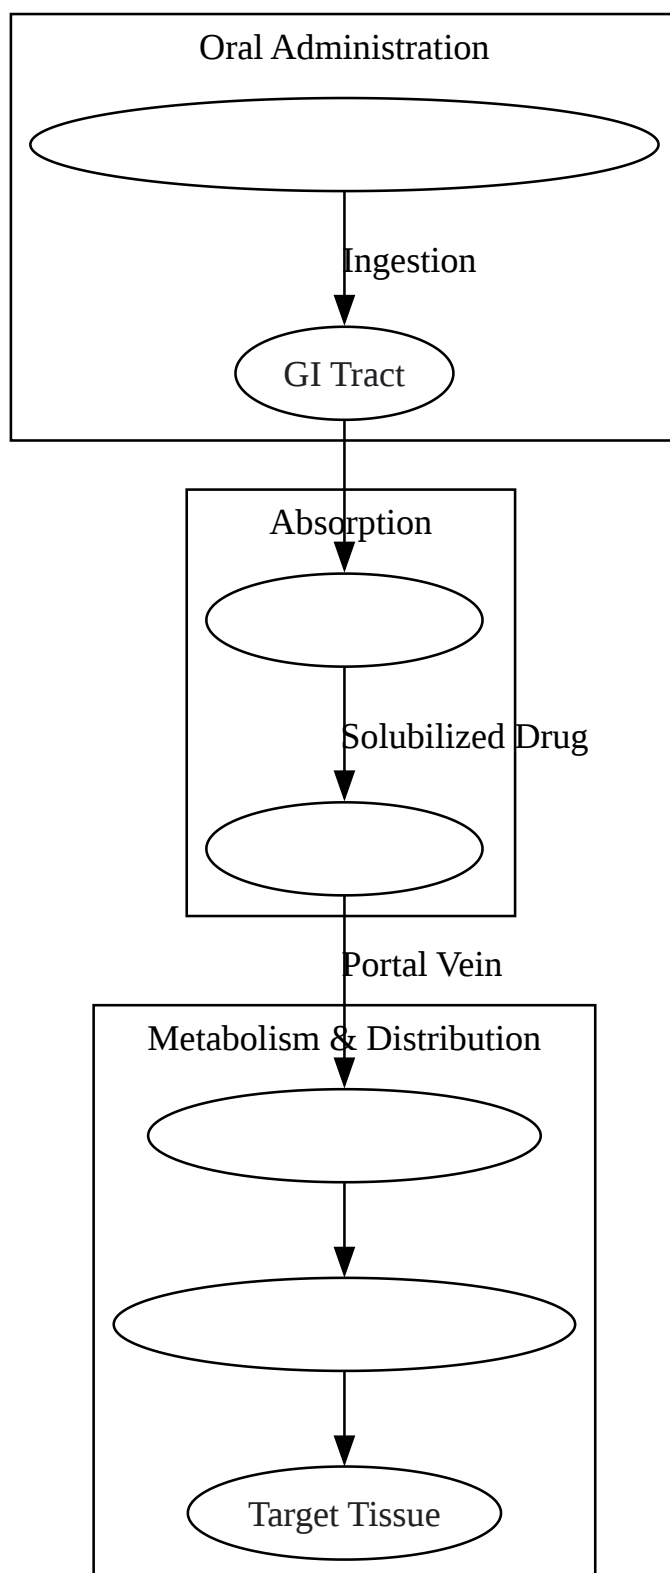 Oral Administration
Ingestion
GI Tract
Absorption
Solubilized Drug
Portal Vein
Metabolism & Distribution
Target Tissue